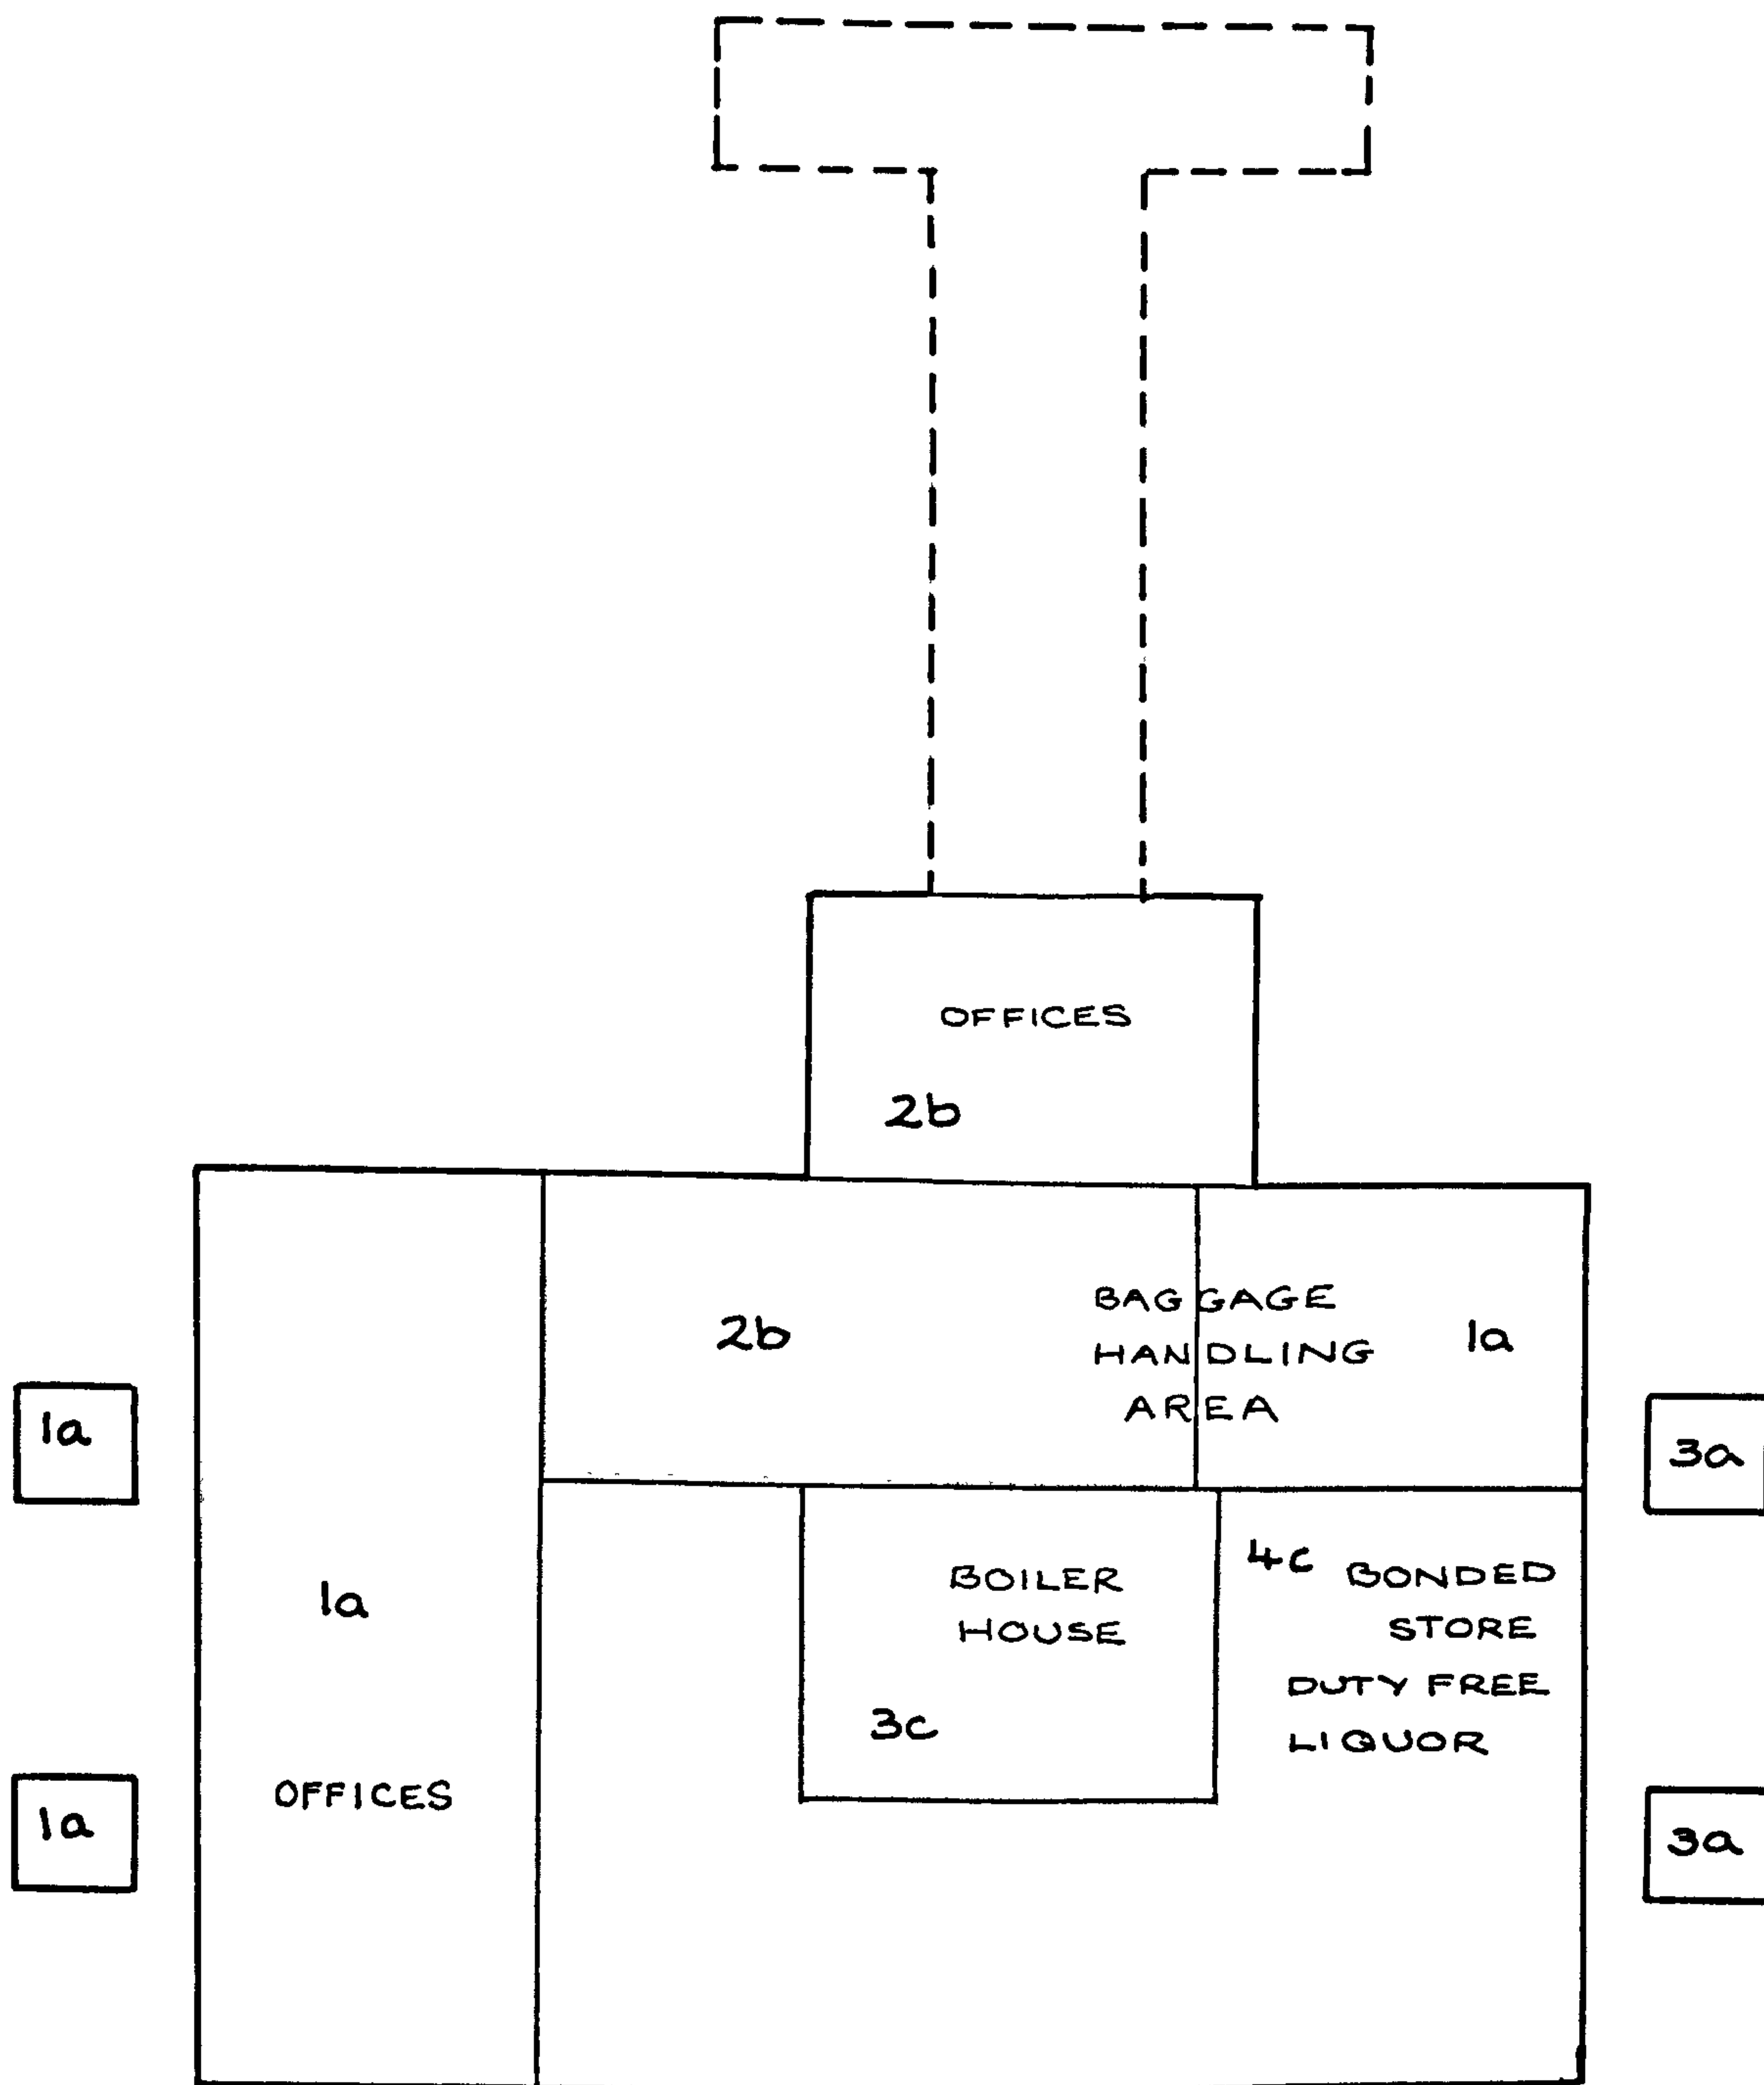 OFFICES
2b
2b
BAGGAGE
HANDLING
AREA
1a
1a
3a
1a
OFFICES
BOILER
HOUSE
3c
4c BONDED
STORE
DUTY FREE
LIQUOR
1a
3a